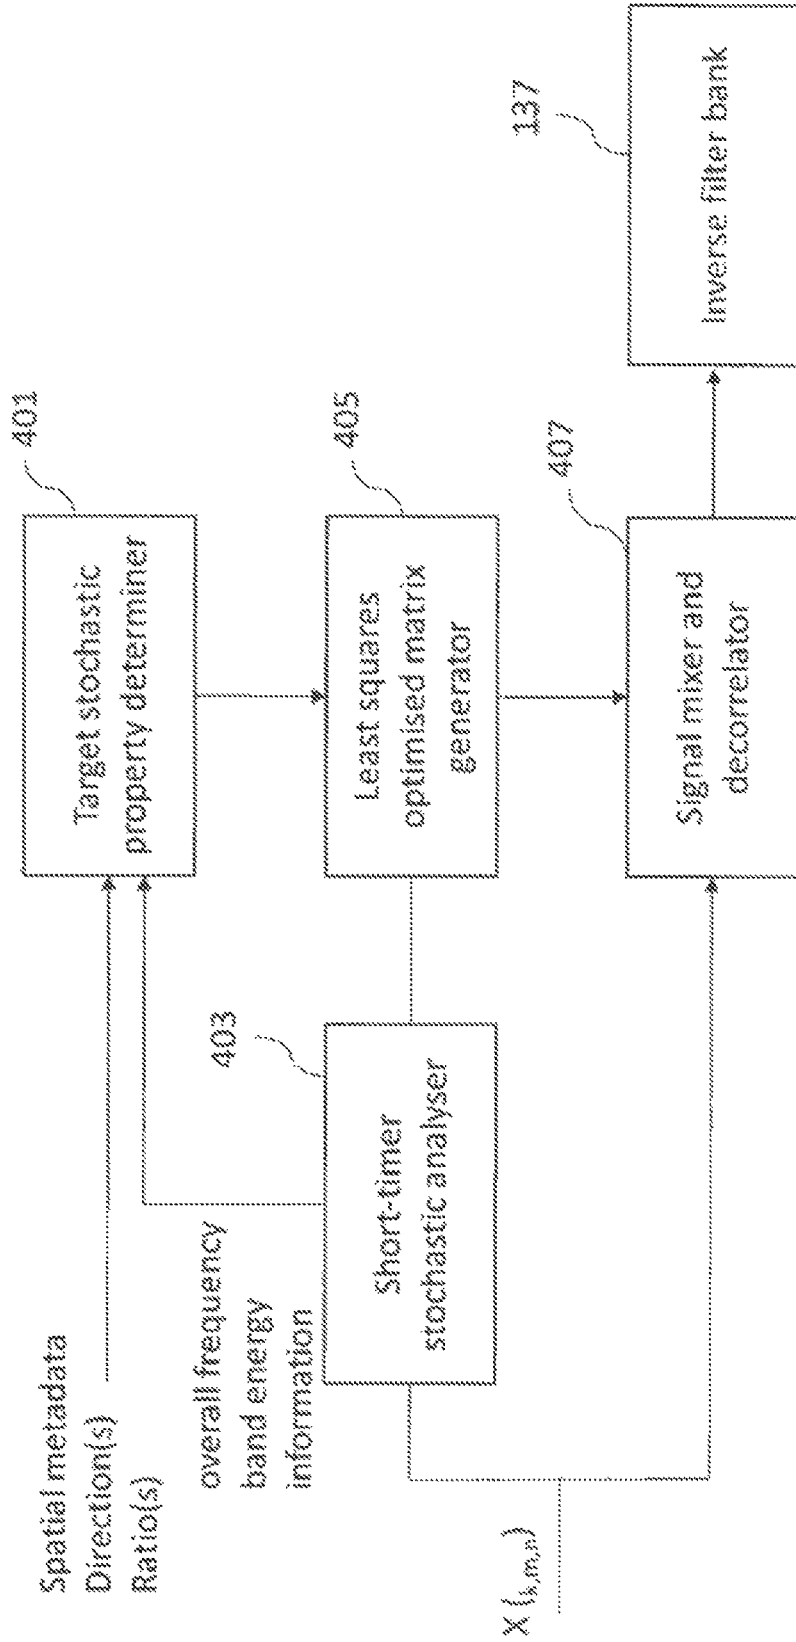 Spatial metadata
Direction(s)
Ratio(s)
overall frequency
band energy
information
X (k,m,n)
403
Short-timer
stochastic analyser
401
Target stochastic
property determiner
405
Least squares
optimised matrix
generator
407
Signal mixer and
decorrelator
137
Inverse filter bank